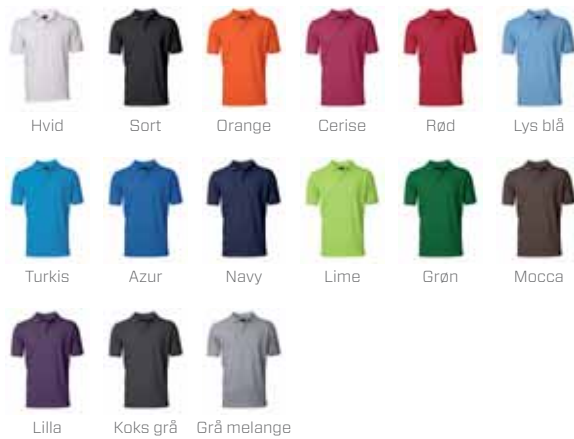 Hvid Sort Orange Cerise Rød Lys blå
Turkis Azur Navy Lime Grøn Mocca
Lilla Koks grå Grå melange